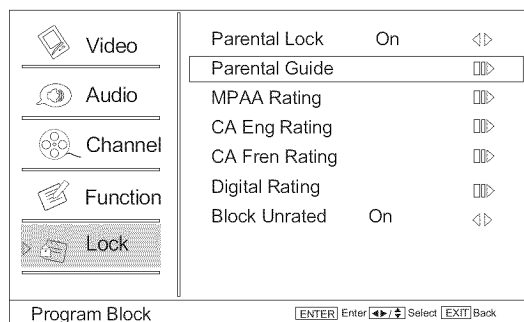 Video
Audio
Channel
Function
Lock
Parental Lock On
Parental Guide
MPAA Rating
CA Eng Rating
CA Fren Rating
Digital Rating
Block Unrated On
Program Block
ENTER Enter / Select EXIT Back